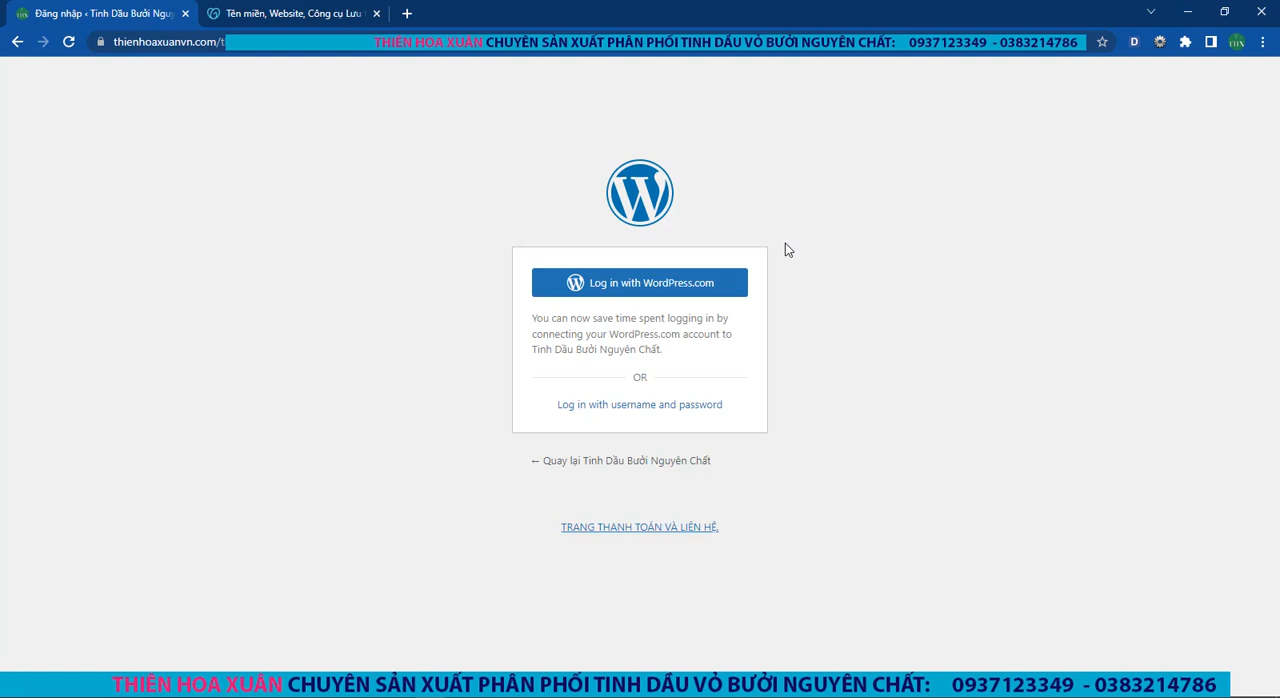 Đăng nhập ‹ Tinh Dầu Bưởi Nguy
Tên miền, Website, Công cụ Lưu
thienhoaxuanvn.com/t
THIÊN HOA XUÂN CHUYÊN SẢN XUẤT PHÂN PHỐI TINH DẦU VỎ BƯỞI NGUYÊN CHẤT: 0937123349 - 0383214786
Log in with WordPress.com
You can now save time spent logging in by
connecting your WordPress.com account to
Tinh Dầu Bưởi Nguyên Chất.
OR
Log in with username and password
← Quay lại Tinh Dầu Bưởi Nguyên Chất
TRANG THANH TOÁN VÀ LIÊN HỆ.
THIÊN HOA XUÂN CHUYÊN SẢN XUẤT PHÂN PHỐI TINH DẦU VỎ BƯỞI NGUYÊN CHẤT: 0937123349 - 0383214786